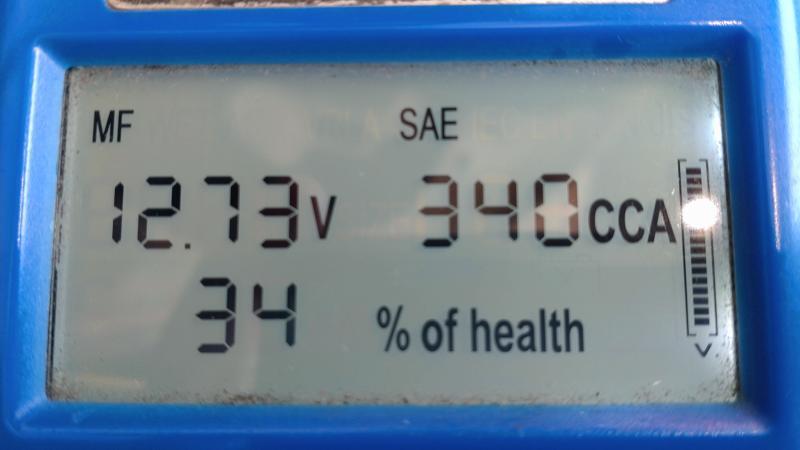 MF SAE
12.73V 340CCA
34 % of health